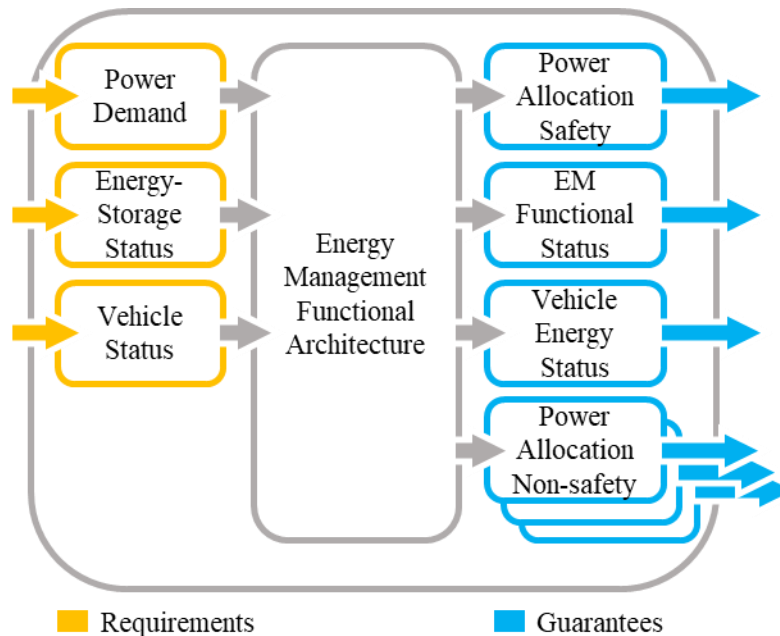 Power
Demand
Energy-
Storage
Status
Vehicle
Status
Energy
Management
Functional
Architecture
Power
Allocation
Safety
EM
Functional
Status
Vehicle
Energy
Status
Power
Allocation
Non-safety
Requirements
Guarantees